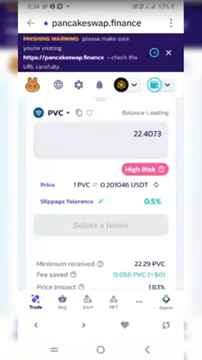 pancakeswap.finance
PHISHING WARNING: please make sure
you're visiting
https://pancakeswap.finance - check the
URL carefully.
PVC
Balance: Loading
22.4073
High Risk
Price 1 PVC ⇌ 0.201046 USDT
Slippage Tolerance 0.5%
Select a token
Minimum received 22.29 PVC
Fee saved 0.056 PVC (~$0)
Price Impact 1.83%
Trade Buy Earn NFT Game